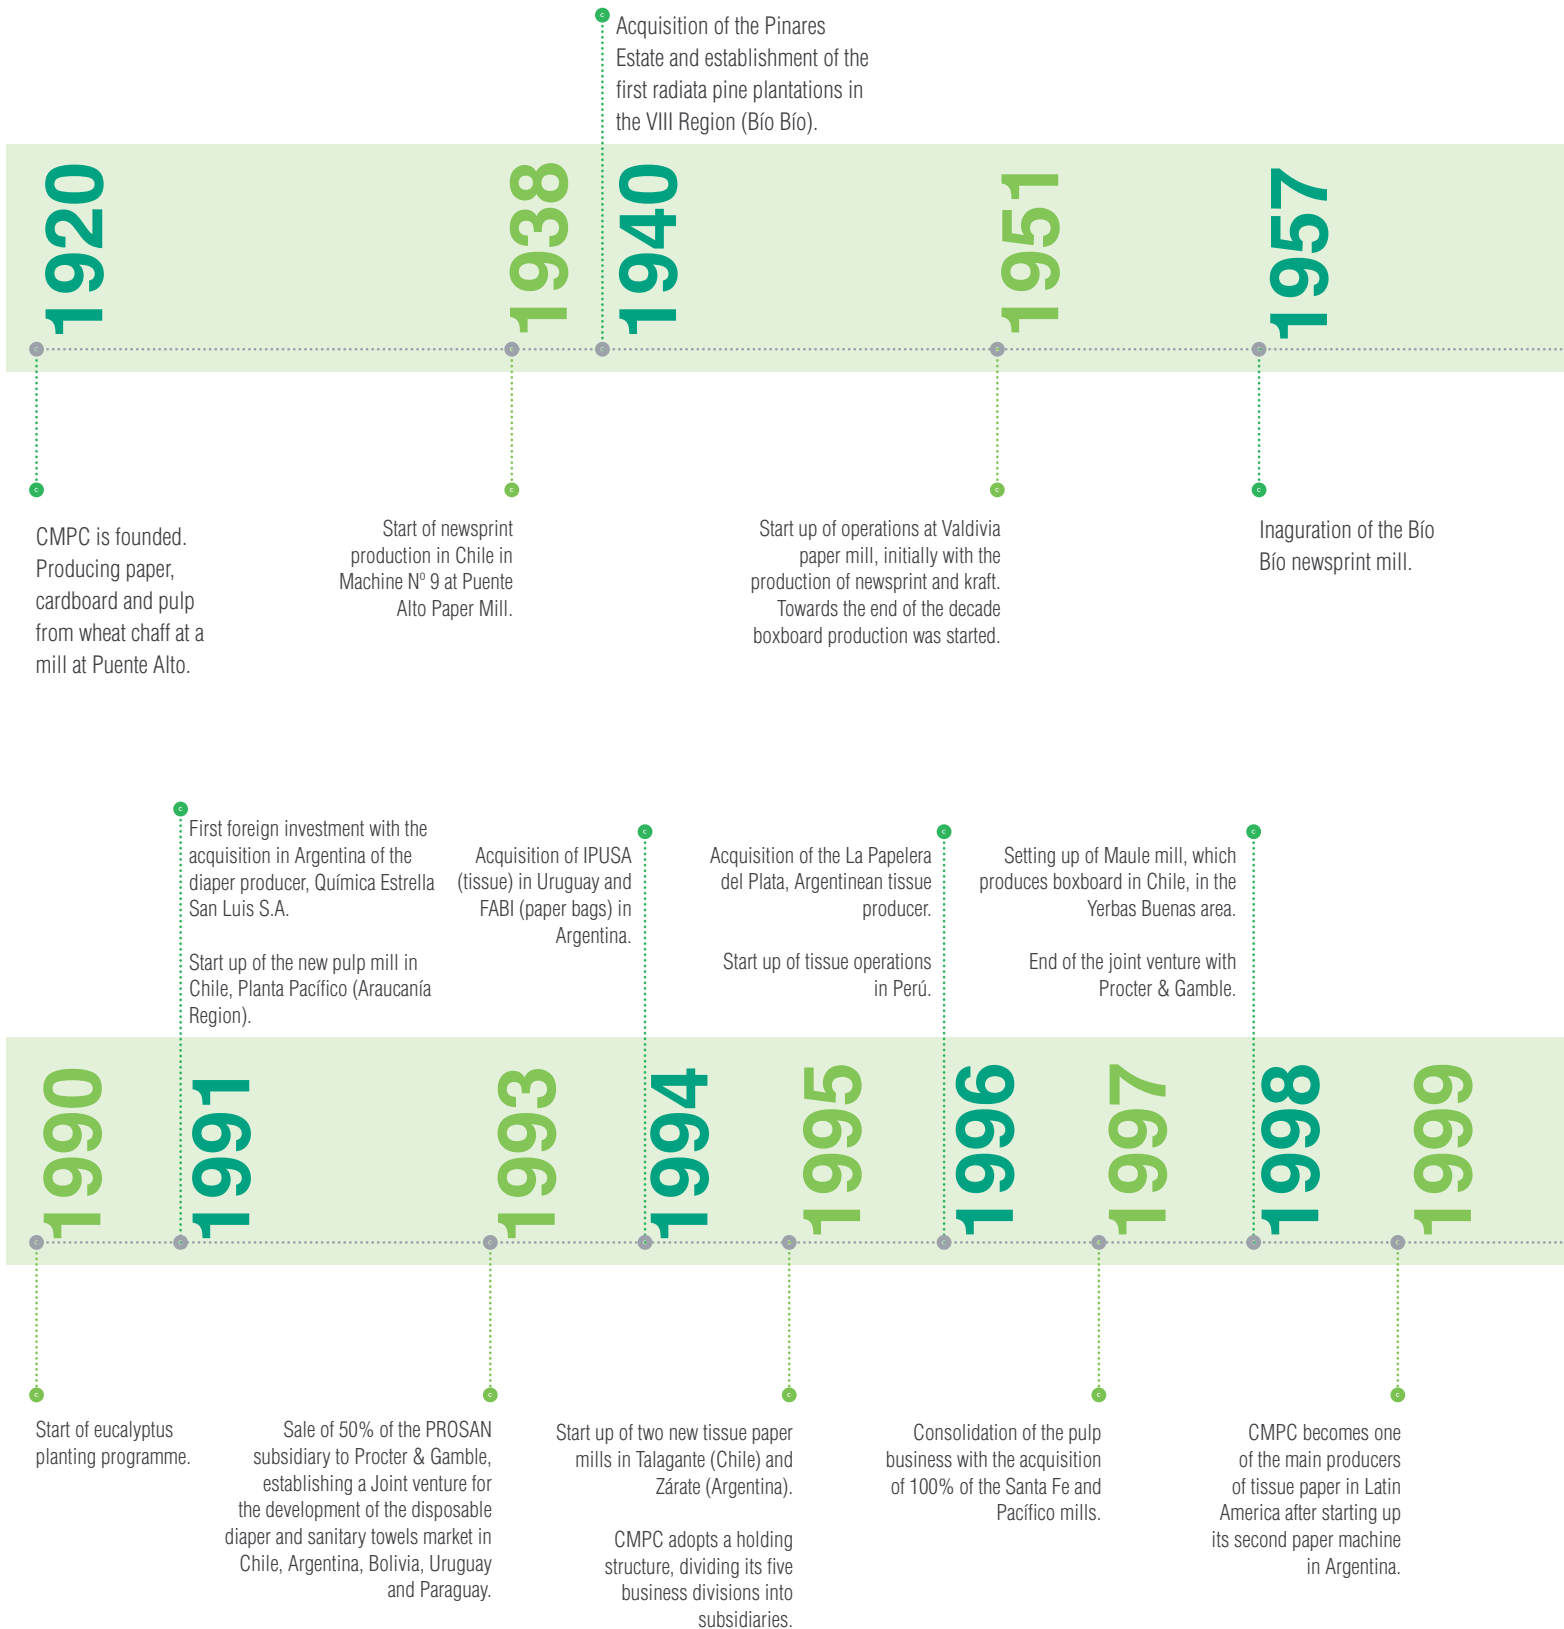 Acquisition of the Pinares
Estate and establishment of the
first radiata pine plantations in
the VIII Region (Bío Bío).
1920
1938
1940
1951
1957
CMPC is founded.
Producing paper,
cardboard and pulp
from wheat chaff at a
mill at Puente Alto.
Start of newsprint
production in Chile in
Machine Nº 9 at Puente
Alto Paper Mill.
Start up of operations at Valdivia
paper mill, initially with the
production of newsprint and kraft.
Towards the end of the decade
boxboard production was started.
Inaguration of the Bío
Bío newsprint mill.
First foreign investment with the
acquisition in Argentina of the
diaper producer, Química Estrella
San Luis S.A.
Start up of the new pulp mill in
Chile, Planta Pacífico (Araucanía
Region).
Acquisition of IPUSA
(tissue) in Uruguay and
FABI (paper bags) in
Argentina.
Acquisition of the La Papelera
del Plata, Argentinean tissue
producer.
Start up of tissue operations
in Perú.
Setting up of Maule mill, which
produces boxboard in Chile, in the
Yerbas Buenas area.
End of the joint venture with
Procter & Gamble.
1990
1991
1993
1994
1995
1996
1997
1998
1999
Start of eucalyptus
planting programme.
Sale of 50% of the PROSAN
subsidiary to Procter & Gamble,
establishing a Joint venture for
the development of the disposable
diaper and sanitary towels market in
Chile, Argentina, Bolivia, Uruguay
and Paraguay.
Start up of two new tissue paper
mills in Talagante (Chile) and
Zárate (Argentina).
CMPC adopts a holding
structure, dividing its five
business divisions into
subsidiaries.
Consolidation of the pulp
business with the acquisition
of 100% of the Santa Fe and
Pacífico mills.
CMPC becomes one
of the main producers
of tissue paper in Latin
America after starting up
its second paper machine
in Argentina.